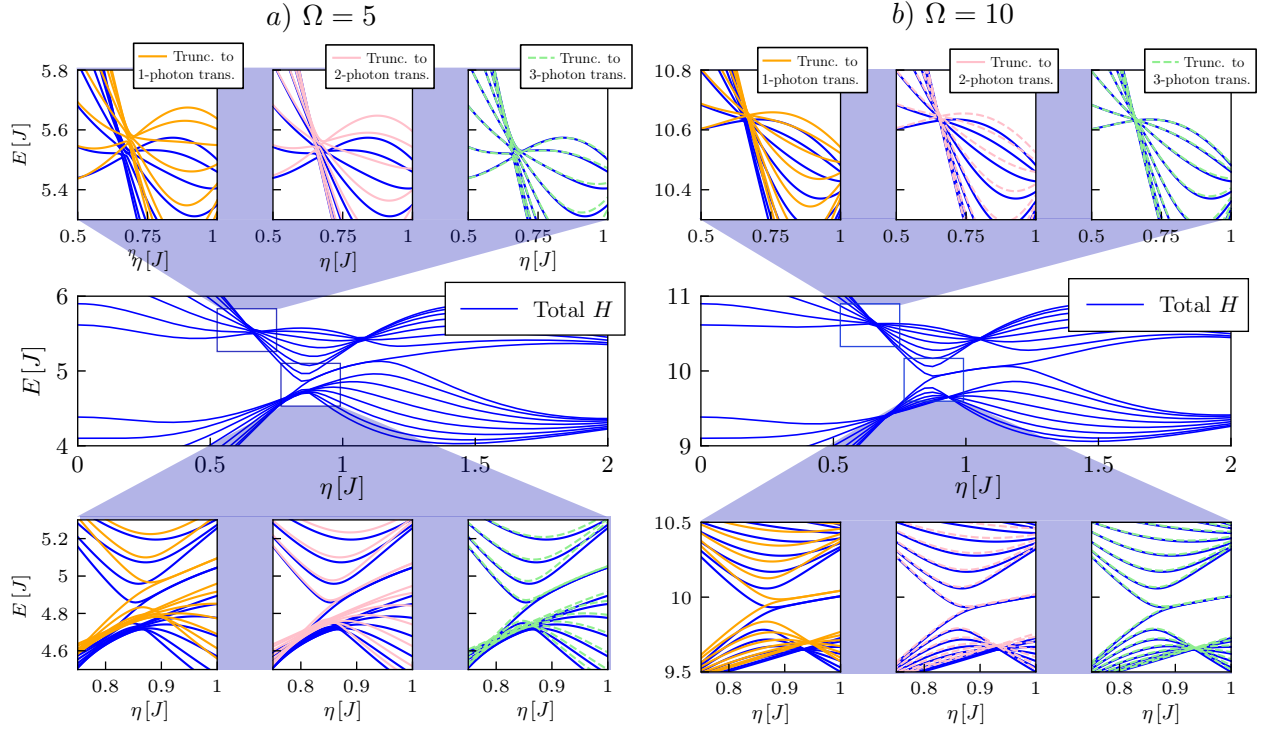 a) Ω = 5
b) Ω = 10
Trunc. to
1-photon trans.
Trunc. to
2-photon trans.
Trunc. to
3-photon trans.
Trunc. to
1-photon trans.
Trunc. to
2-photon trans.
Trunc. to
3-photon trans.
E [J]
5.8
5.6
5.4
0.5 0.75 1
0.5 0.75 1
0.5 0.75 1
η
η [J]
η [J]
η [J]
E [J]
10.8
10.6
10.4
0.5 0.75 1
0.5 0.75 1
0.5 0.75 1
η [J]
η [J]
η [J]
Total H
E [J]
6
5
4
0 0.5 1 1.5 2
η [J]
Total H
E [J]
11
10
9
0 0.5 1 1.5 2
η [J]
E [J]
5.2
5
4.8
4.6
0.8 0.9 1
0.8 0.9 1
0.8 0.9 1
η [J]
η [J]
η [J]
E [J]
10.5
10
9.5
0.8 0.9 1
0.8 0.9 1
0.8 0.9 1
η [J]
η [J]
η [J]